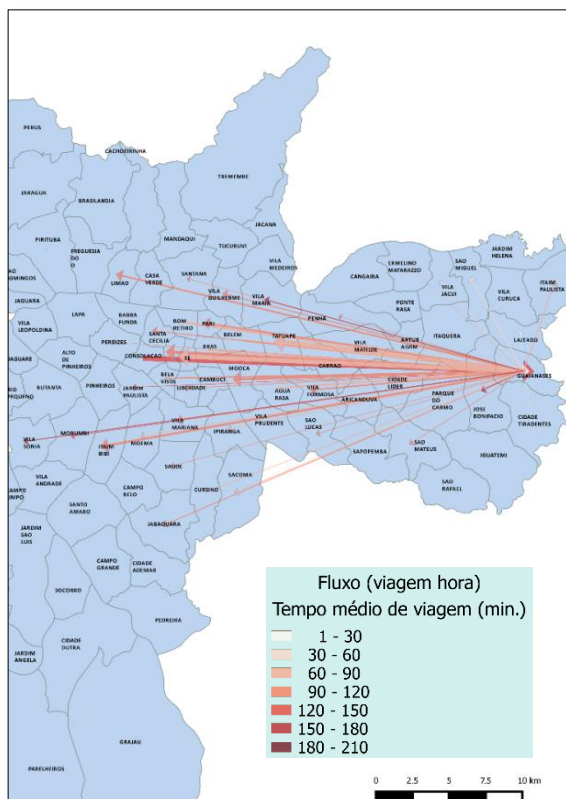 PERUS
CACHOEIRINHA
TREMEMBE
JARAGUA
BRASILANDIA
JACANA
MANDAQUI
PIRITUBA
FREGUESIA
DO
O
TUCURUVI
VILA
MEDEIROS
CANGAIBA
ERMELINO
MATARAZZO
SAO
MIGUEL
JARDIM
HELENA
AO
DOMINGOS
LIMAO
CASA
VERDE
SANTANA
VILA
GUILHERME
VILA
MARIA
VILA
JACUI
VILA
CURUCA
ITAIM
PAULISTA
JAGUARA
PENHA
PONTE
RASA
VILA
LEOPOLDINA
LAPA
BARRA
FUNDA
BOM
RETIRO
PARI
BELEM
TATUAPE
VILA
MATILDE
ARTUR
ALVIM
ITAQUERA
LAJEADO
JAGUARE
ALTO
DE
PINHEIROS
PERDIZES
SANTA
CECILIA
BRAS
CONSOLACAO
SE
MOOCA
CARRAO
GUAIANASES
RIO
PEQUENO
BUTANTA
PINHEIROS
JARDIM
PAULISTA
BELA
VISTA
LIBERDADE
CAMBUCI
AGUA
RASA
VILA
FORMOSA
ARICANDUVA
CIDADE
LIDER
PARQUE
DO
CARMO
JOSE
BONIFACIO
CIDADE
TIRADENTES
VILA
SONIA
MORUMBI
ITAIM
BIBI
MOEMA
VILA
MARIANA
IPIRANGA
VILA
PRUDENTE
SAO
LUCAS
SAPOPEMBA
SAO
MATEUS
IGUATEMI
VILA
ANDRADE
SAUDE
SACOMA
SAO
RAFAEL
CAMPO
LIMPO
SANTO
AMARO
CAMPO
BELO
CURSINO
JARDIM
SAO
LUIS
JABAQUARA
CAMPO
GRANDE
CIDADE
ADEMAR
SOCORRO
PEDREIRA
CIDADE
DUTRA
JARDIM
ANGELA
GRAJAU
PARELHEIROS
Fluxo (viagem hora)
Tempo médio de viagem (min.)
1 - 30
30 - 60
60 - 90
90 - 120
120 - 150
150 - 180
180 - 210
0 2.5 5 7.5 10 km